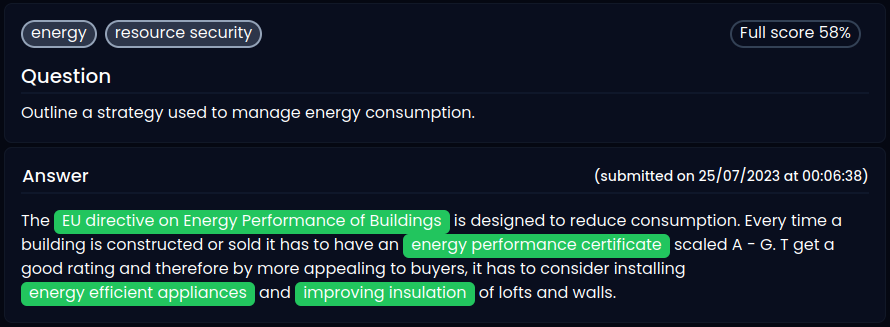 energy resource security Full score 58%
Question
Outline a strategy used to manage energy consumption.
Answer (submitted on 25/07/2023 at 00:06:38)
The EU directive on Energy Performance of Buildings is designed to reduce consumption. Every time a
building is constructed or sold it has to have an energy performance certificate scaled A - G. T get a
good rating and therefore by more appealing to buyers, it has to consider installing
energy efficient appliances and improving insulation of lofts and walls.